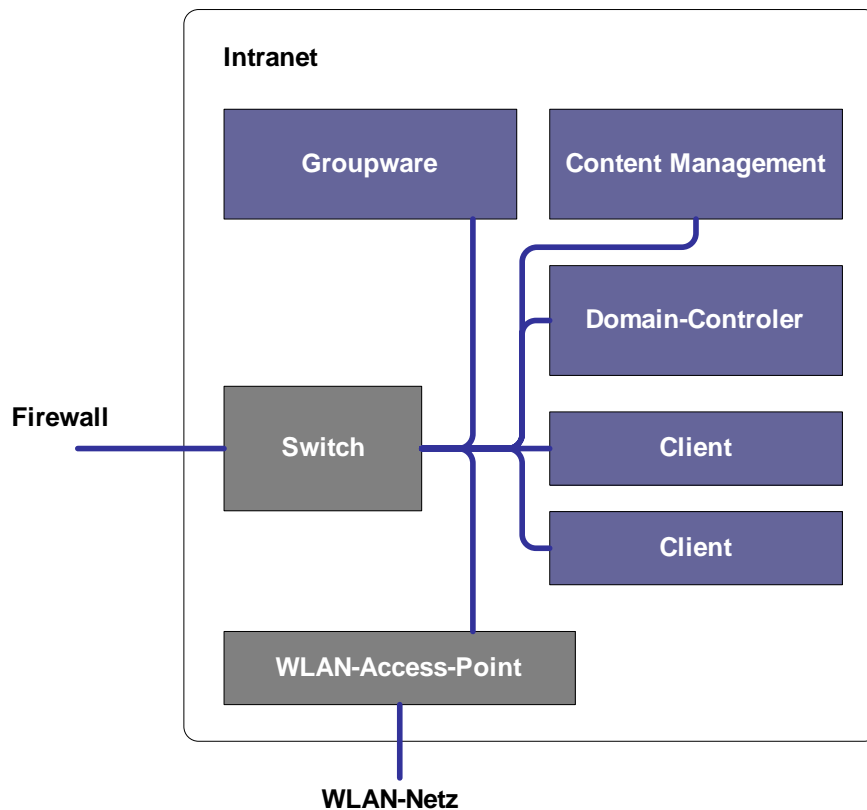 Intranet
Groupware
Content Management
Domain-Controler
Firewall
Switch
Client
Client
WLAN-Access-Point
WLAN-Netz